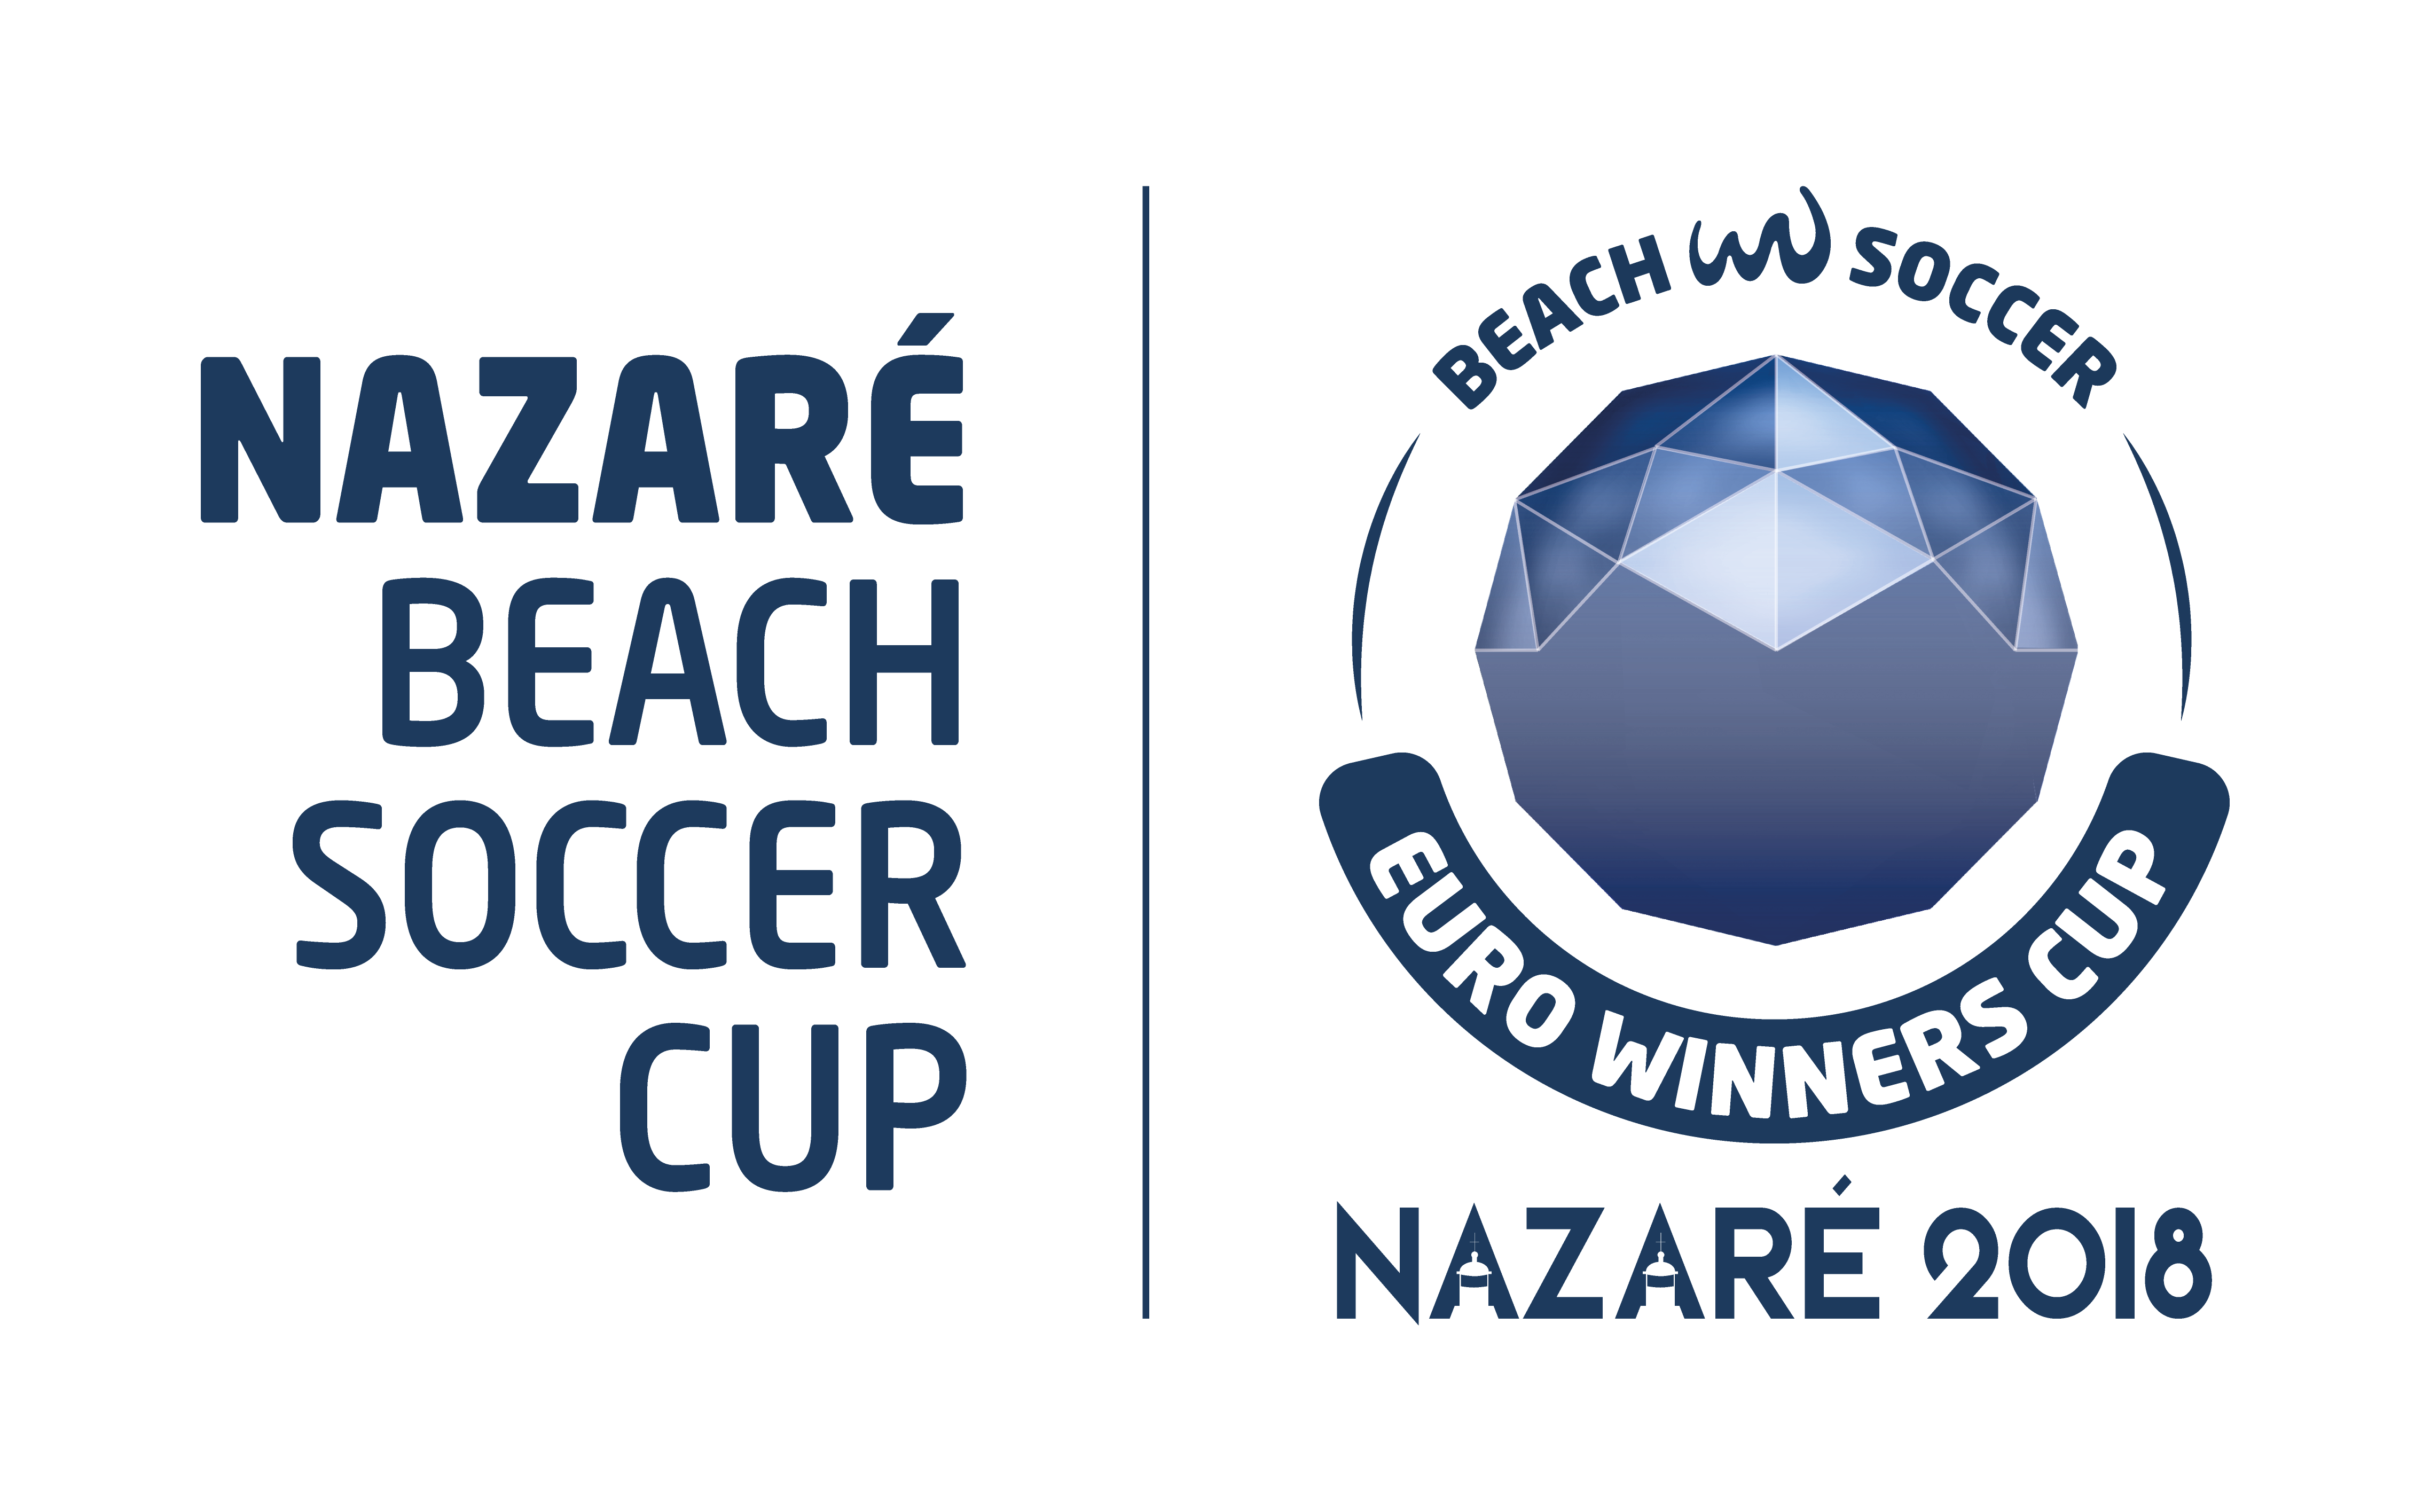 NAZARÉ
BEACH
SOCCER
CUP
BEACH SOCCER
EURO WINNERS CUP
NAZARÉ 2018